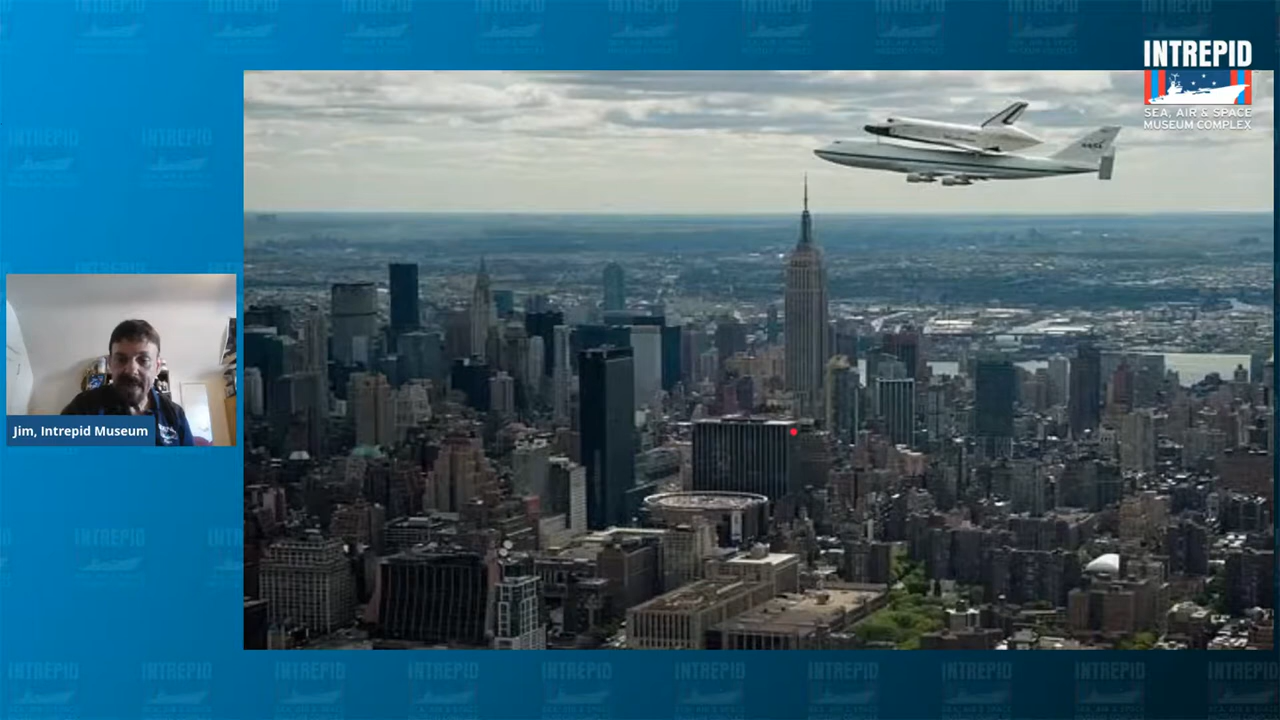 INTREPID
SEA, AIR & SPACE
MUSEUM COMPLEX
Jim, Intrepid Museum
NASA